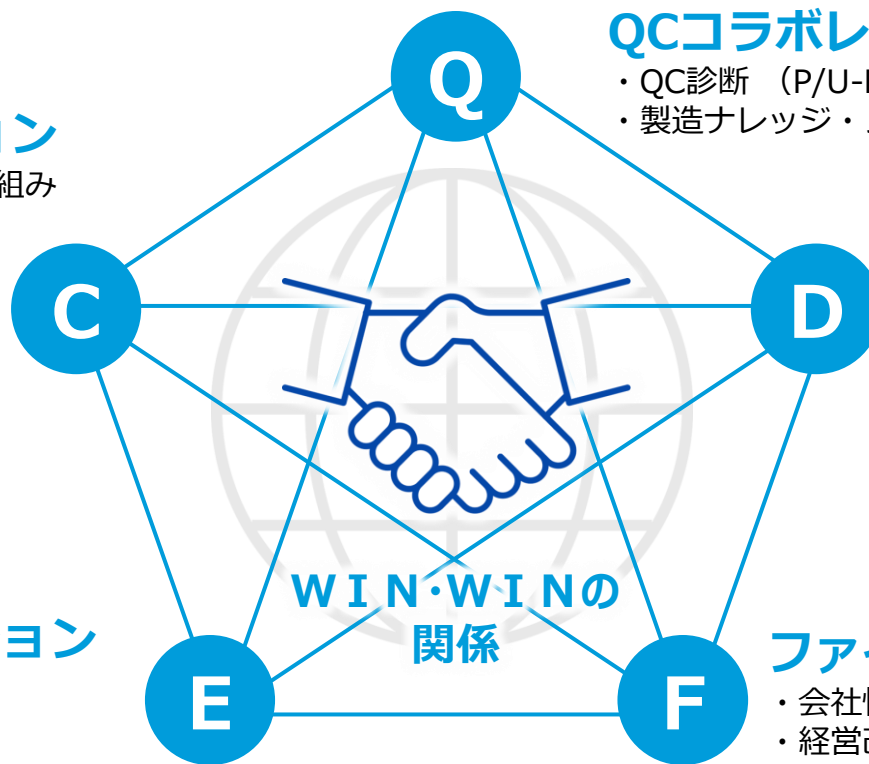 Q
QCコラボレ
・QC診断 （P/U-
・製造ナレッジ・
ョン
組み
C
D
ＷＩＮ･ＷＩＮの
関係
ョン
E
F
ファ
・会社
・経営